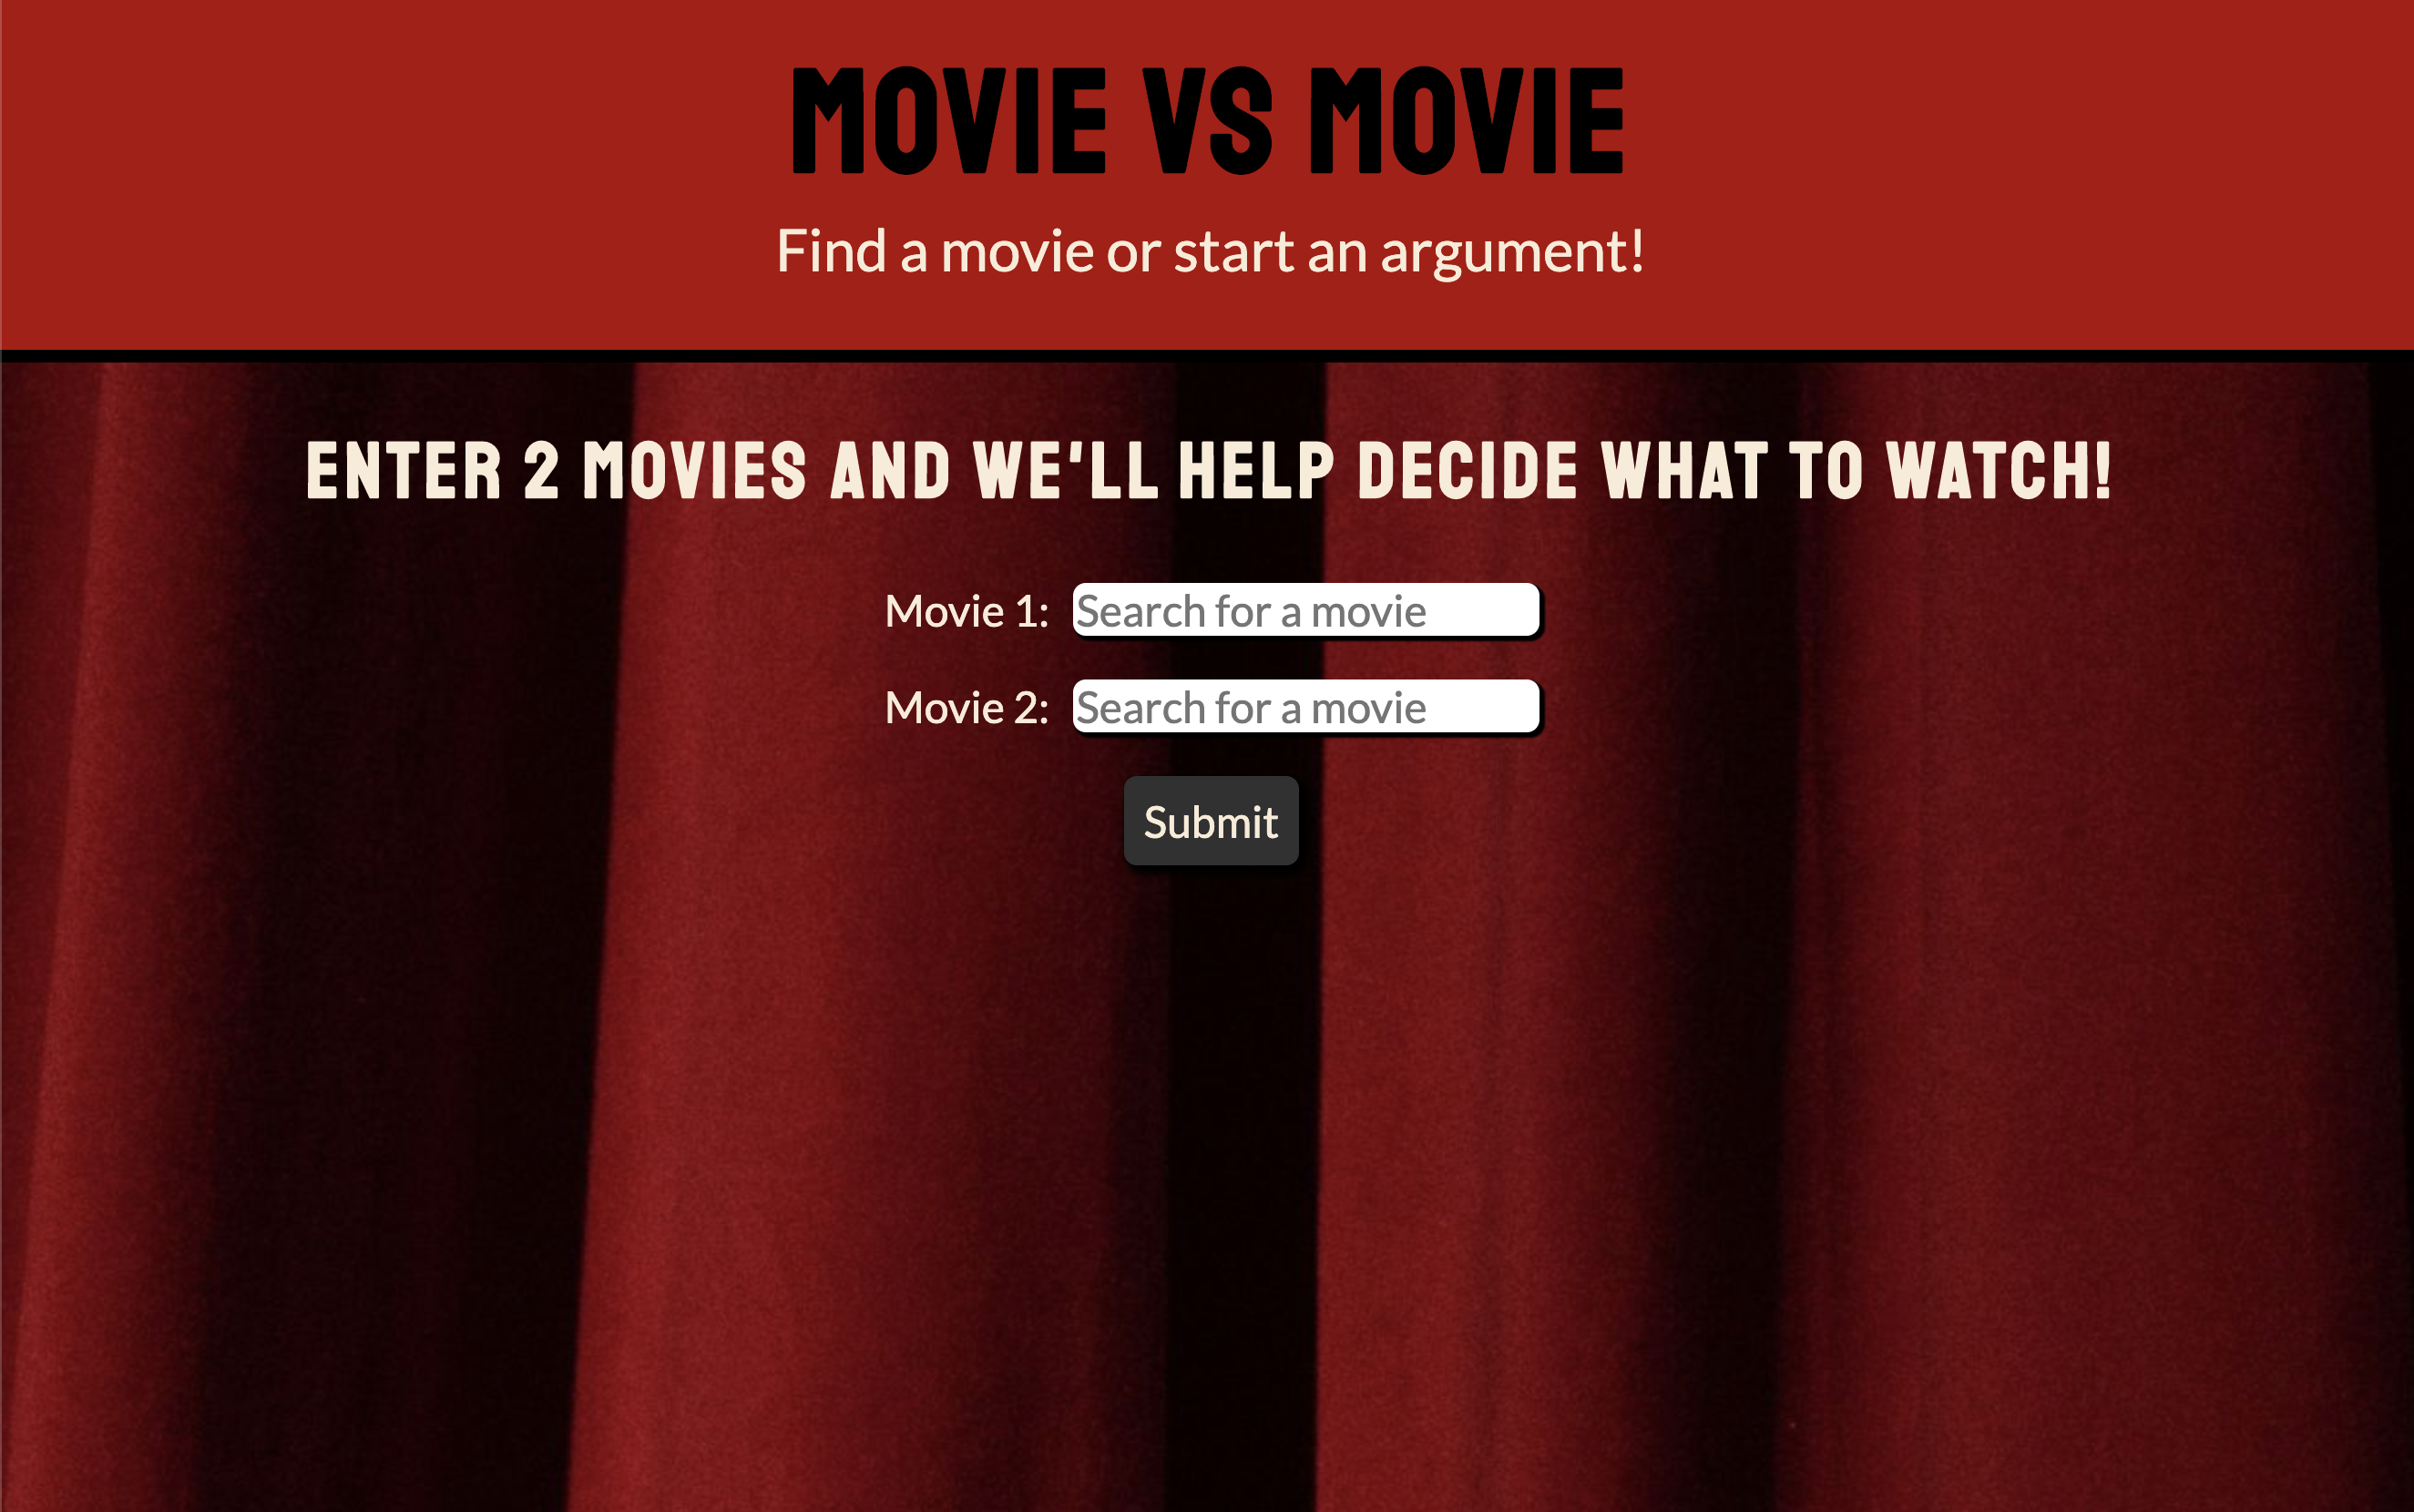 MOVIE VS MOVIE
Find a movie or start an argument!
ENTER 2 MOVIES AND WE'LL HELP DECIDE WHAT TO WATCH!
Movie 1: Search for a movie
Movie 2: Search for a movie
Submit